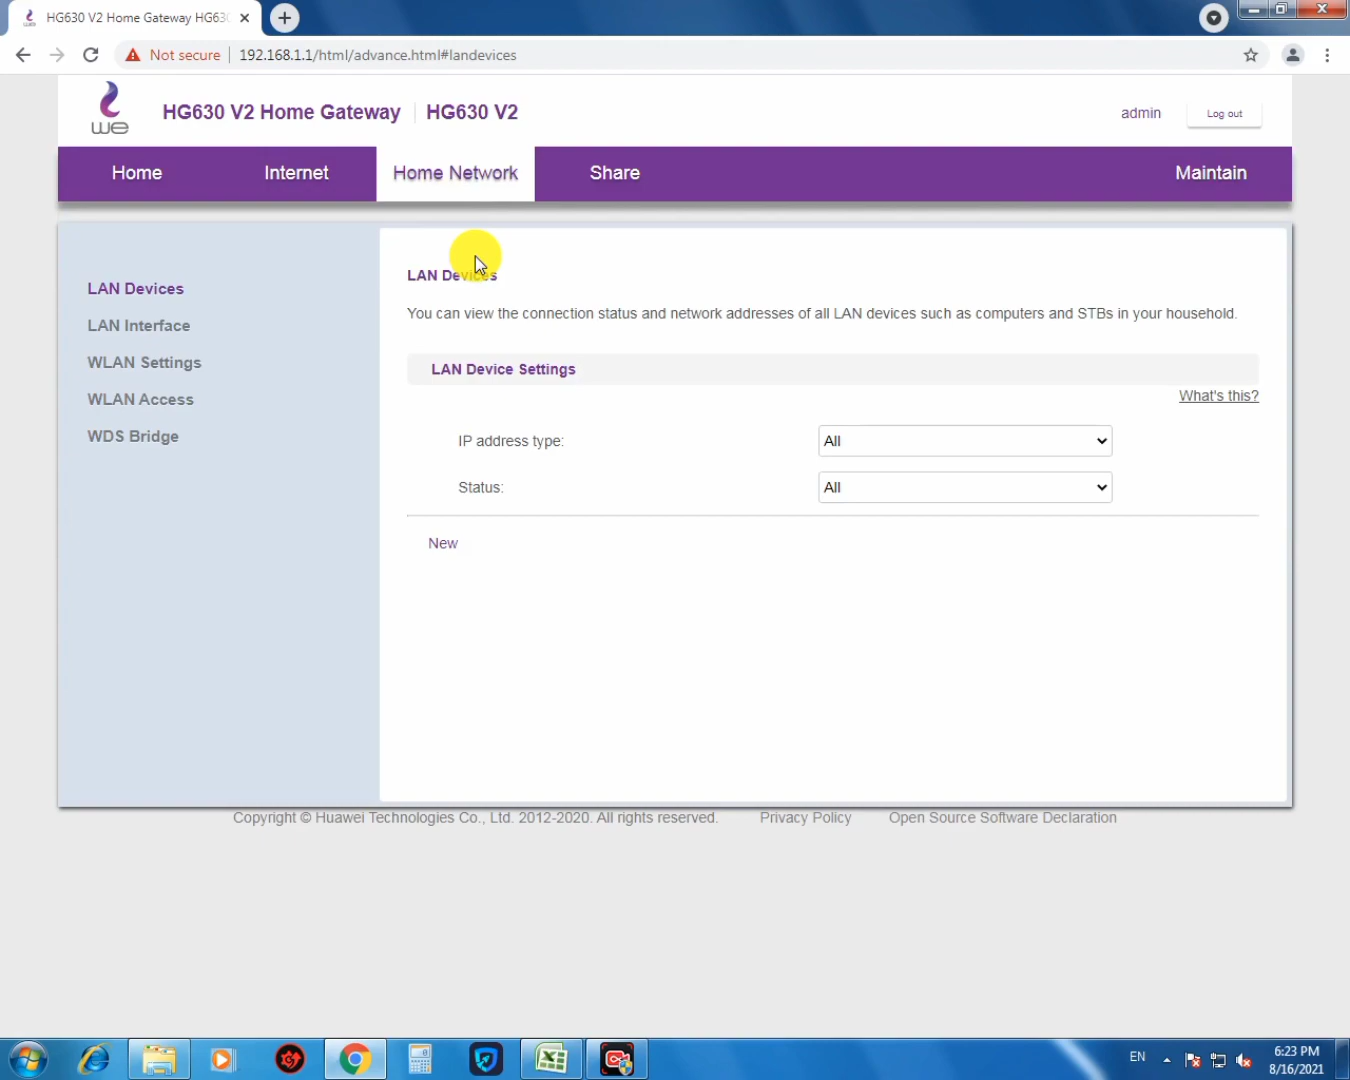 HG630 V2 Home Gateway HG630
Not secure
192.168.1.1/html/advance.html#landevices
we
HG630 V2 Home Gateway
HG630 V2
admin
Log out
Home
Internet
Home Network
Share
Maintain
LAN Devices
LAN Interface
WLAN Settings
WLAN Access
WDS Bridge
LAN Devices
You can view the connection status and network addresses of all LAN devices such as computers and STBs in your household.
LAN Device Settings
What's this?
IP address type:
All
Status:
All
New
Copyright © Huawei Technologies Co., Ltd. 2012-2020. All rights reserved.
Privacy Policy
Open Source Software Declaration
EN
6:23 PM
8/16/2021